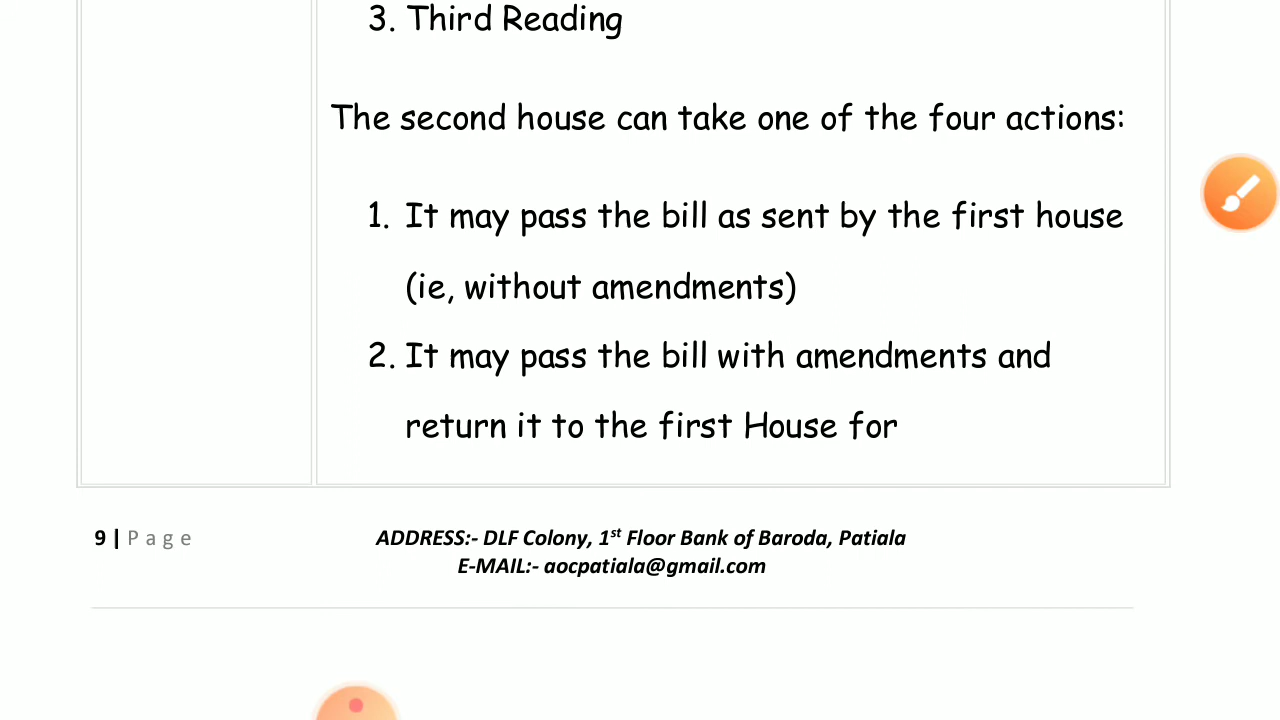 3. Third Reading
The second house can take one of the four actions:
1. It may pass the bill as sent by the first house
(ie, without amendments)
2. It may pass the bill with amendments and
return it to the first House for
9 | Page
ADDRESS:- DLF Colony, 1st Floor Bank of Baroda, Patiala
E-MAIL:- aocpatiala@gmail.com